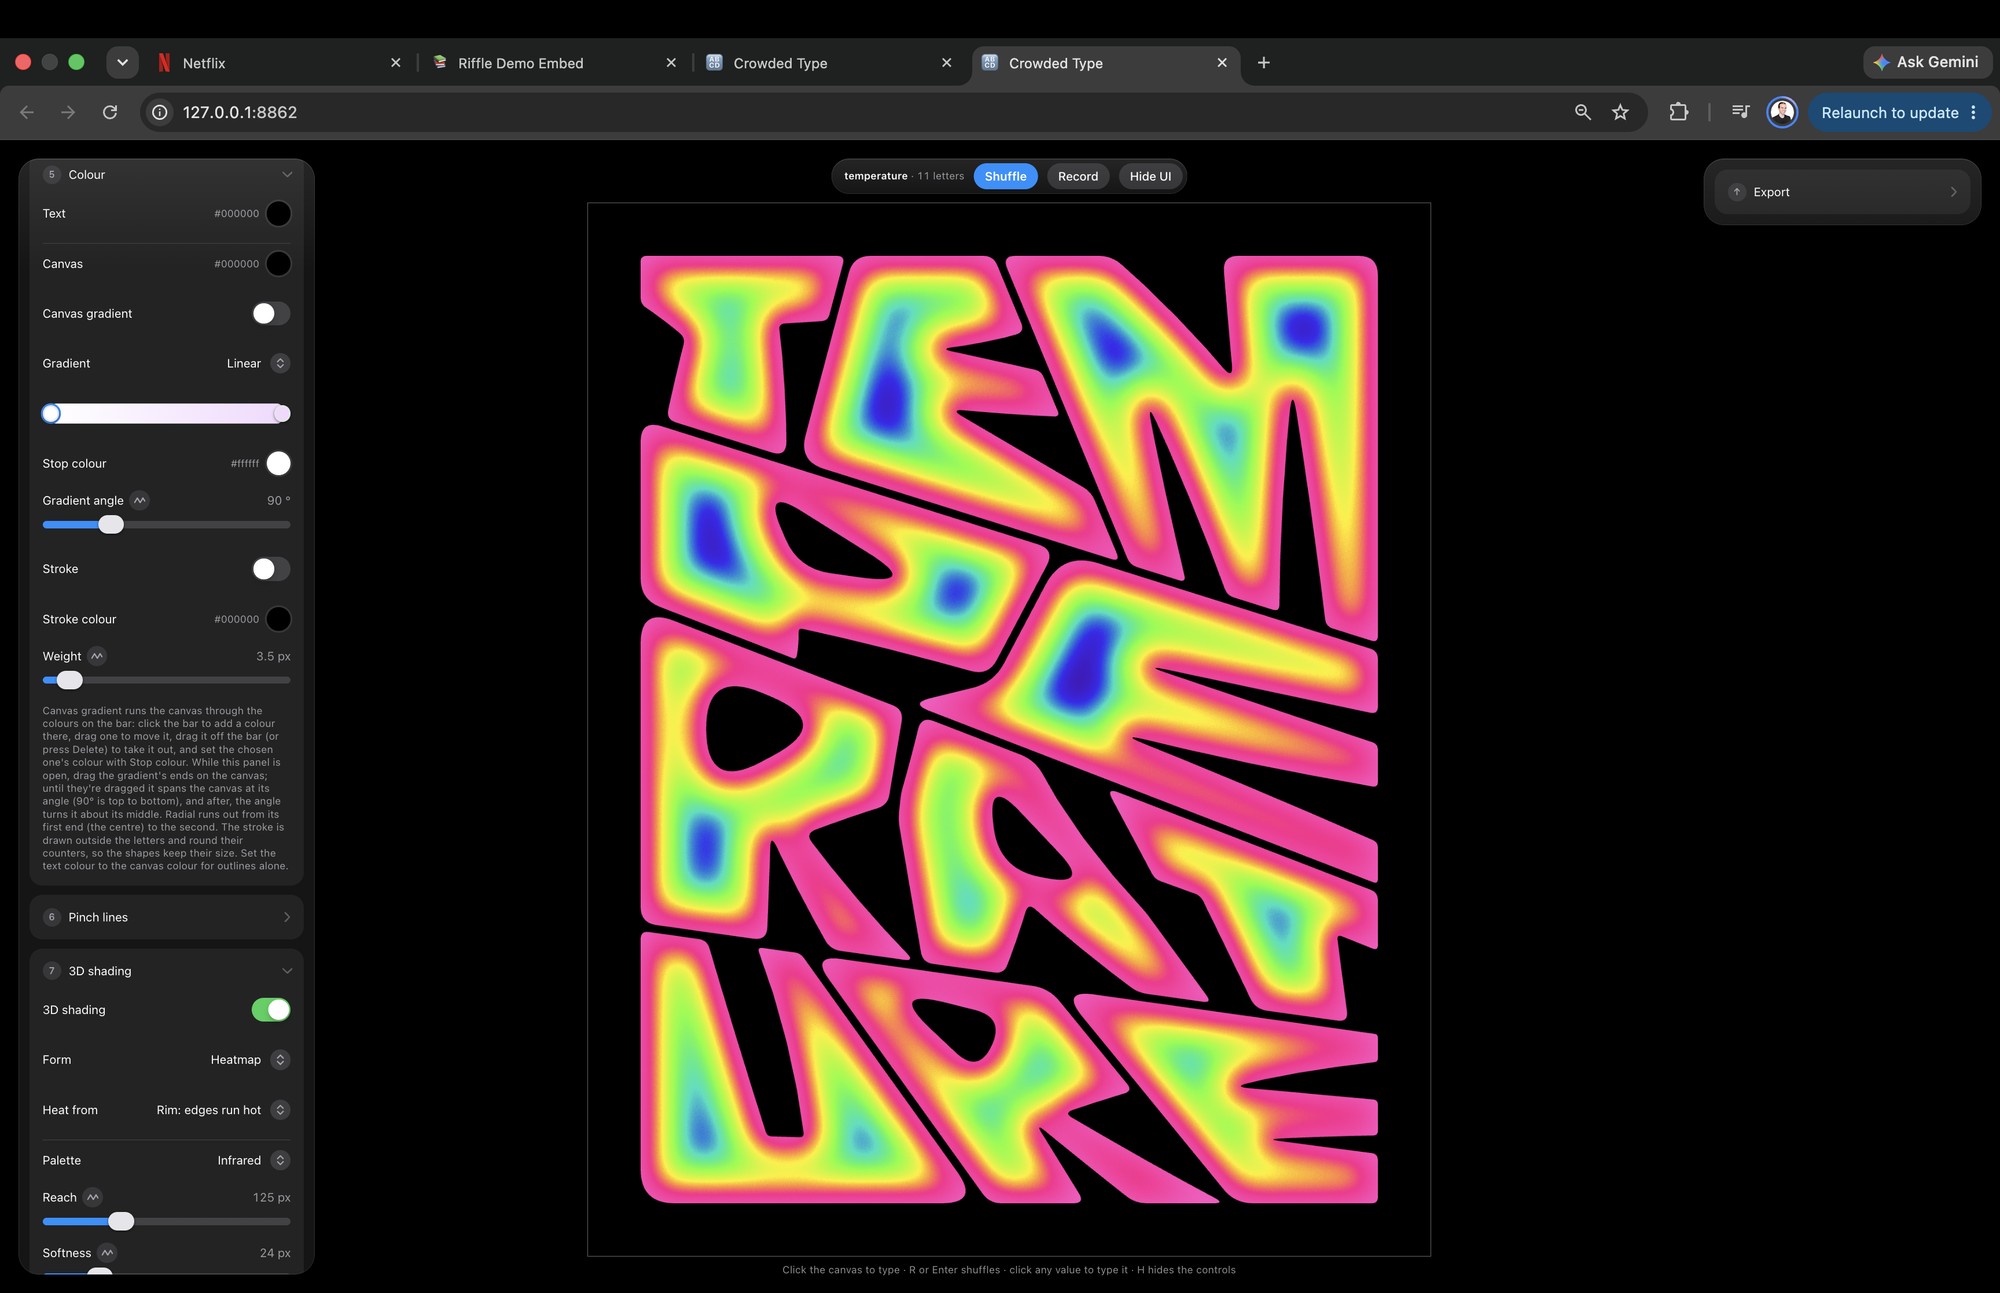 Netflix
Riffle Demo Embed
Crowded Type
Crowded Type
Ask Gemini
127.0.0.1:8862
Relaunch to update
5 Colour
Text #000000
Canvas #000000
Canvas gradient
Gradient Linear
Stop colour #ffffff
Gradient angle 90 °
Stroke
Stroke colour #000000
Weight 3.5 px
Canvas gradient runs the canvas through the
colours on the bar: click the bar to add a colour
there, drag one to move it, drag it off the bar (or
press Delete) to take it out, and set the chosen
one's colour with Stop colour. While this panel is
open, drag the gradient's ends on the canvas;
until they're dragged it spans the canvas at its
angle (90° is top to bottom), and after, the angle
turns it about its middle. Radial runs out from its
first end (the centre) to the second. The stroke is
drawn outside the letters and round their
counters, so the shapes keep their size. Set the
text colour to the canvas colour for outlines alone.
6 Pinch lines
7 3D shading
3D shading
Form Heatmap
Heat from Rim: edges run hot
Palette Infrared
Reach 125 px
Softness 24 px
temperature · 11 letters
Shuffle
Record
Hide UI
TEM
PE
RAT
URE
Click the canvas to type · R or Enter shuffles · click any value to type it · H hides the controls
Export